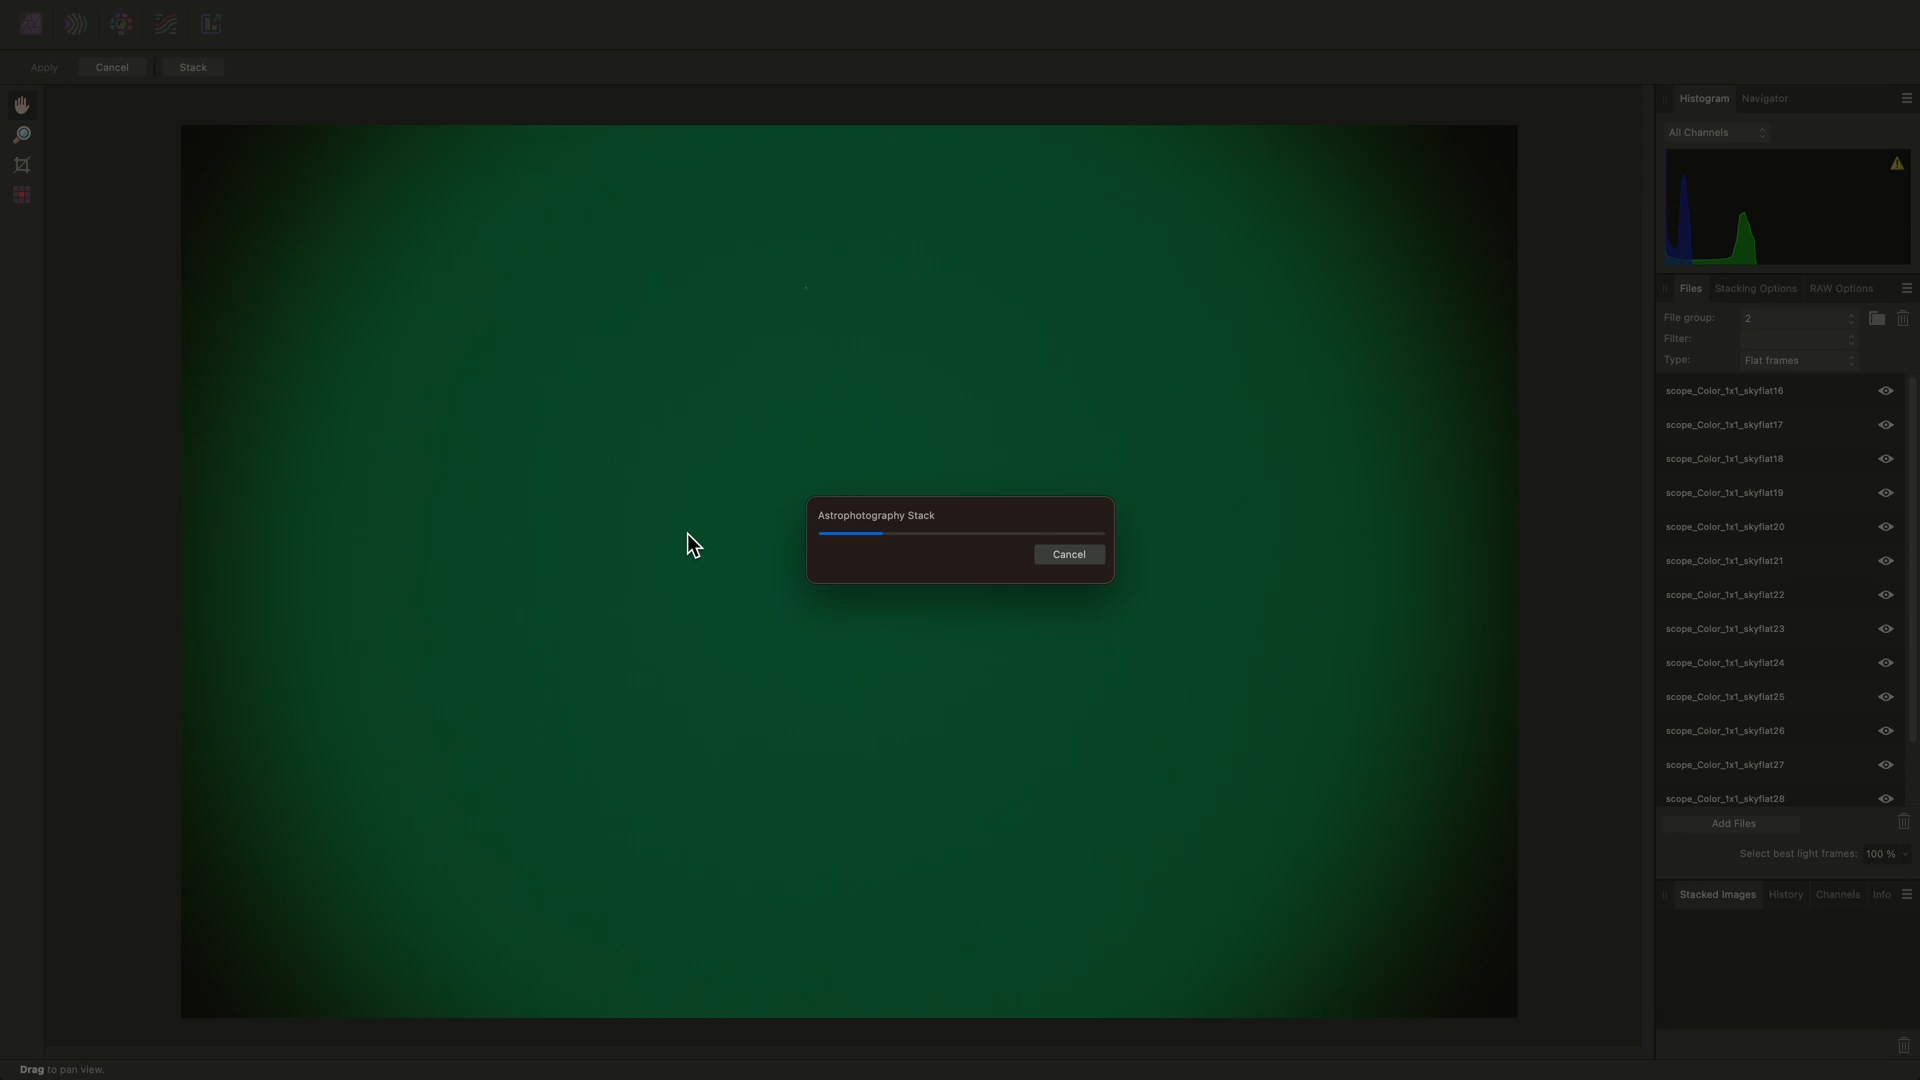 Apply
Cancel
Stack
Histogram
Navigator
All Channels
Files
Stacking Options
RAW Options
File group:
2
Filter:
Type:
Flat frames
scope_Color_1x1_skyflat16
scope_Color_1x1_skyflat17
scope_Color_1x1_skyflat18
scope_Color_1x1_skyflat19
scope_Color_1x1_skyflat20
scope_Color_1x1_skyflat21
scope_Color_1x1_skyflat22
scope_Color_1x1_skyflat23
scope_Color_1x1_skyflat24
scope_Color_1x1_skyflat25
scope_Color_1x1_skyflat26
scope_Color_1x1_skyflat27
scope_Color_1x1_skyflat28
Add Files
Select best light frames: 100 %
Stacked Images
History
Channels
Info
Astrophotography Stack
Cancel
Drag to pan view.